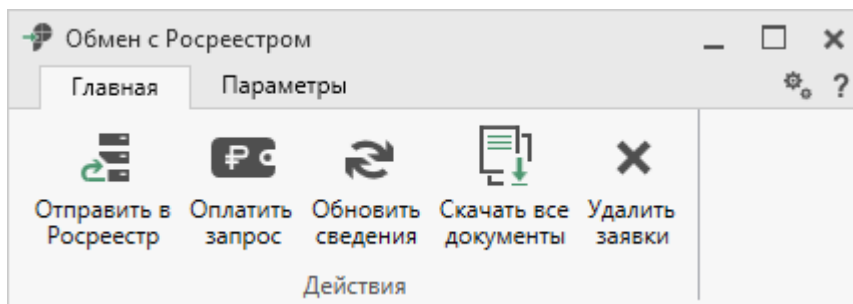 Обмен с Росреестром
Главная Параметры ?
Отправить в Оплатить Обновить Скачать все Удалить
Росреестр запрос сведения документы заявки
Действия